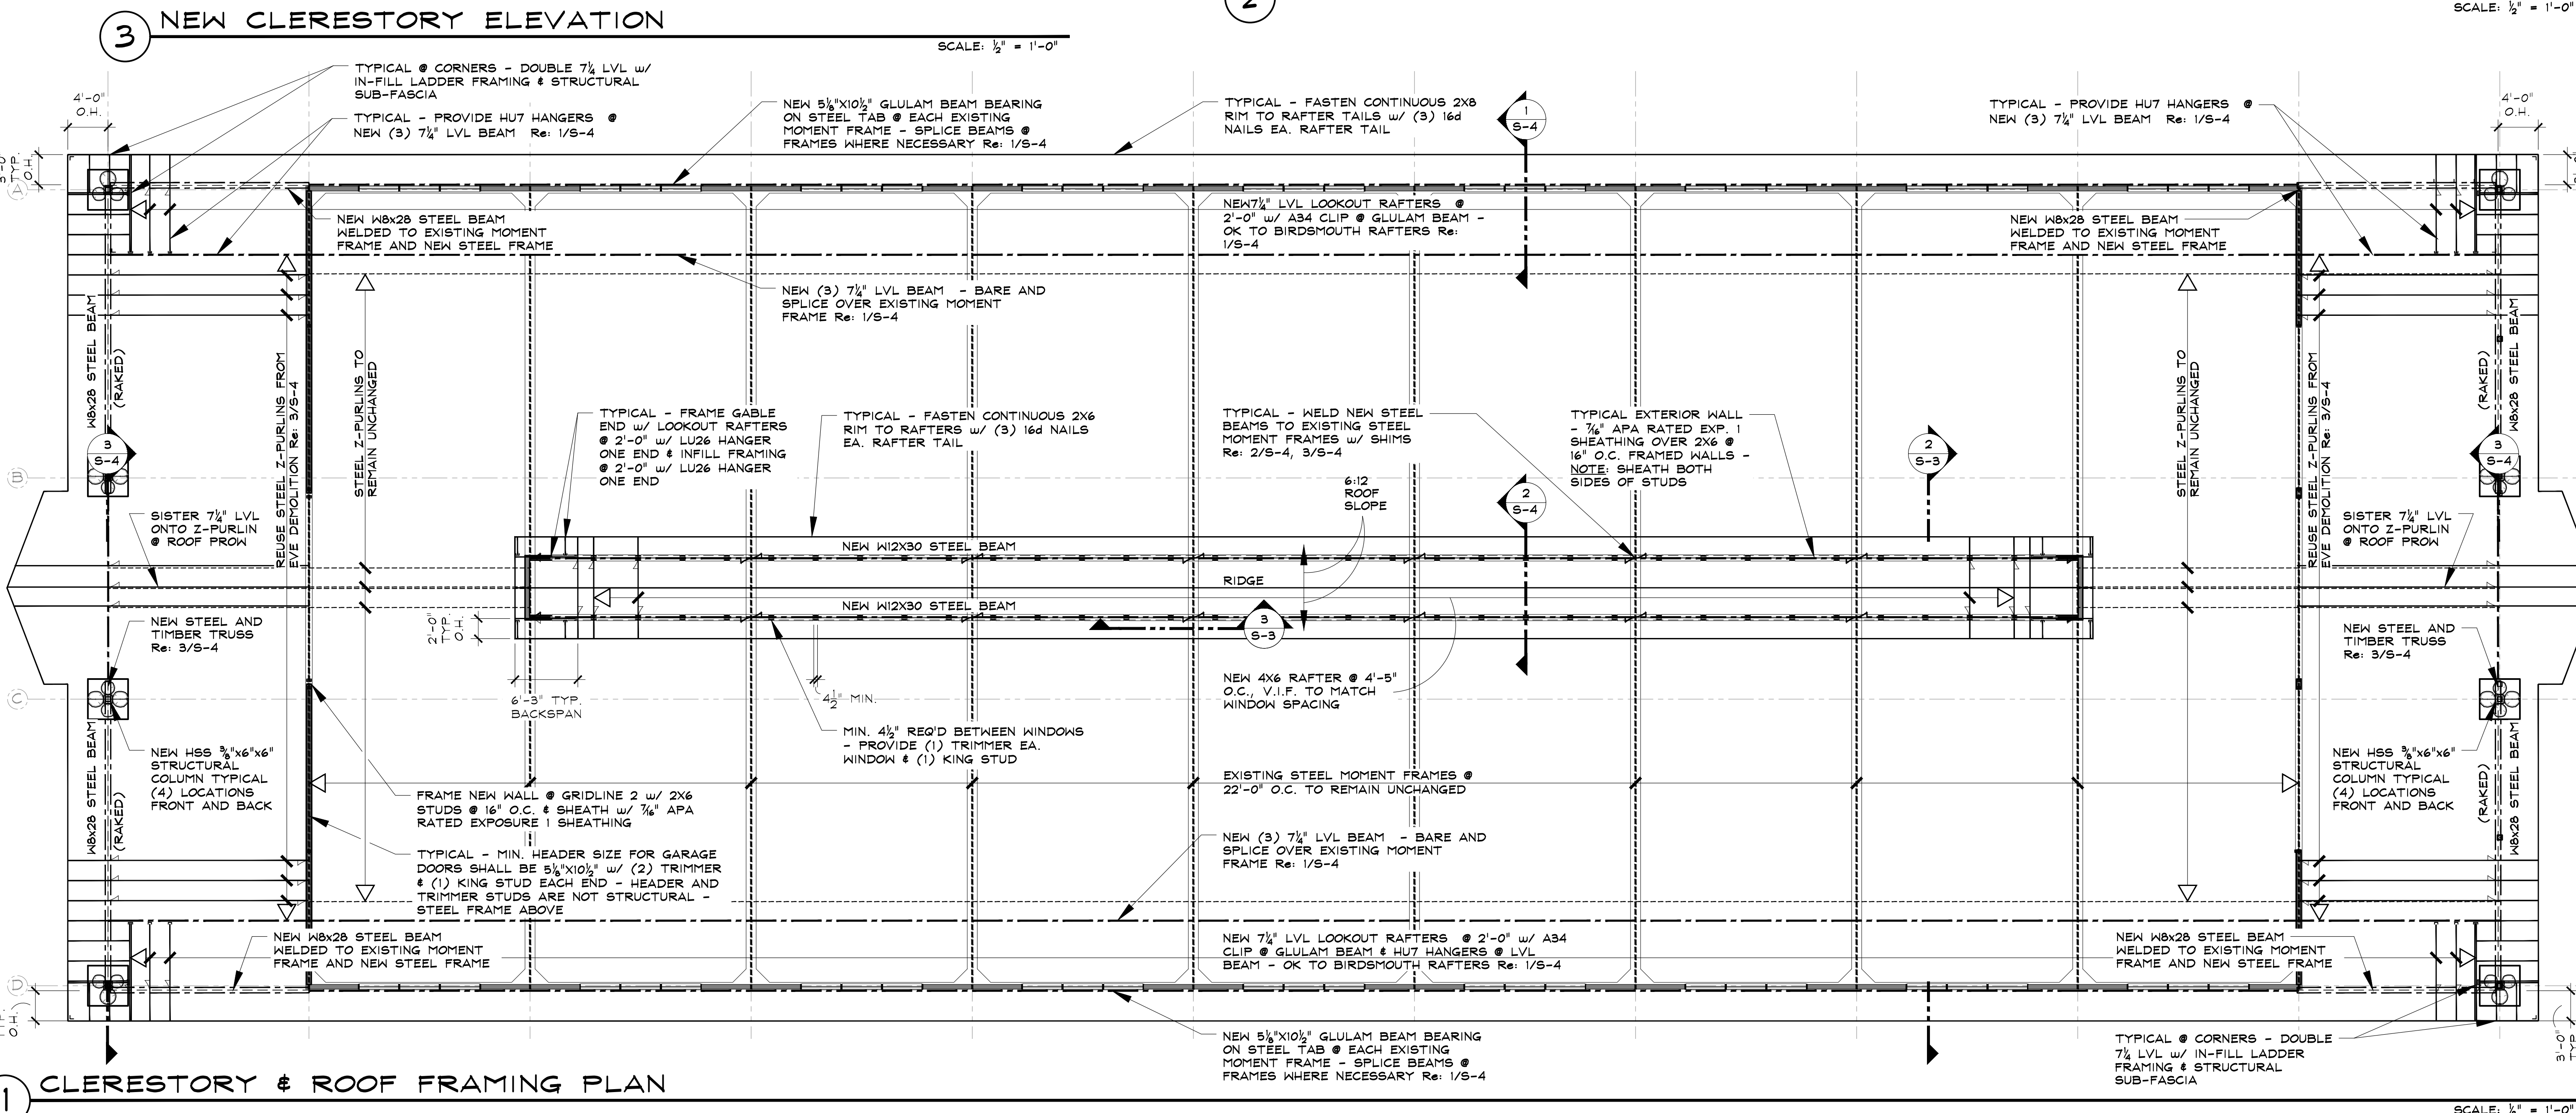 3
NEW CLERESTORY ELEVATION
SCALE: ½" = 1'-0"
2
SCALE: ½" = 1'-0"
4'-0"
O.H.
TYPICAL @ CORNERS - DOUBLE 7¼ LVL w/
IN-FILL LADDER FRAMING & STRUCTURAL
SUB-FASCIA
TYPICAL - PROVIDE HU7 HANGERS @
NEW (3) 7¼" LVL BEAM Re: 1/S-4
NEW 5⅛"X10½" GLULAM BEAM BEARING
ON STEEL TAB @ EACH EXISTING
MOMENT FRAME - SPLICE BEAMS @
FRAMES WHERE NECESSARY Re: 1/S-4
TYPICAL - FASTEN CONTINUOUS 2X8
RIM TO RAFTER TAILS w/ (3) 16d
NAILS EA. RAFTER TAIL
1
S-4
TYPICAL - PROVIDE HU7 HANGERS @
NEW (3) 7¼" LVL BEAM Re: 1/S-4
4'-0"
O.H.
TYP.
O.H.
A
NEW W8x28 STEEL BEAM
WELDED TO EXISTING MOMENT
FRAME AND NEW STEEL FRAME
NEW7¼" LVL LOOKOUT RAFTERS @
2'-0" w/ A34 CLIP @ GLULAM BEAM -
OK TO BIRDSMOUTH RAFTERS Re:
1/S-4
NEW W8x28 STEEL BEAM
WELDED TO EXISTING MOMENT
FRAME AND NEW STEEL FRAME
NEW (3) 7¼" LVL BEAM - BARE AND
SPLICE OVER EXISTING MOMENT
FRAME Re: 1/S-4
W8x28 STEEL BEAM
(RAKED)
REUSE STEEL Z-PURLINS FROM
EVE DEMOLITION Re: 3/S-4
STEEL Z-PURLINS TO
REMAIN UNCHANGED
TYPICAL - FRAME GABLE
END w/ LOOKOUT RAFTERS
@ 2'-0" w/ LU26 HANGER
ONE END & INFILL FRAMING
@ 2'-0" w/ LU26 HANGER
ONE END
TYPICAL - FASTEN CONTINUOUS 2X6
RIM TO RAFTERS w/ (3) 16d NAILS
EA. RAFTER TAIL
TYPICAL - WELD NEW STEEL
BEAMS TO EXISTING STEEL
MOMENT FRAMES w/ SHIMS
Re: 2/S-4, 3/S-4
TYPICAL EXTERIOR WALL
- 7/16" APA RATED EXP. 1
SHEATHING OVER 2X6 @
16" O.C. FRAMED WALLS -
NOTE: SHEATH BOTH
SIDES OF STUDS
6:12
ROOF
SLOPE
2
S-3
2
S-4
STEEL Z-PURLINS TO
REMAIN UNCHANGED
REUSE STEEL Z-PURLINS FROM
EVE DEMOLITION Re: 3/S-4
(RAKED)
W8x28 STEEL BEAM
3
S-4
3
S-4
B
SISTER 7¼" LVL
ONTO Z-PURLIN
@ ROOF PROW
SISTER 7¼" LVL
ONTO Z-PURLIN
@ ROOF PROW
NEW W12X30 STEEL BEAM
RIDGE
NEW W12X30 STEEL BEAM
3
S-3
2'-0"
TYP.
O.H.
NEW STEEL AND
TIMBER TRUSS
Re: 3/S-4
NEW STEEL AND
TIMBER TRUSS
Re: 3/S-4
C
6'-3" TYP.
BACKSPAN
4½" MIN.
NEW 4X6 RAFTER @ 4'-5"
O.C., V.I.F. TO MATCH
WINDOW SPACING
MIN. 4½" REQ'D BETWEEN WINDOWS
- PROVIDE (1) TRIMMER EA.
WINDOW & (1) KING STUD
NEW HSS ⅜"x6"x6"
STRUCTURAL
COLUMN TYPICAL
(4) LOCATIONS
FRONT AND BACK
W8x28 STEEL BEAM
(RAKED)
EXISTING STEEL MOMENT FRAMES @
22'-0" O.C. TO REMAIN UNCHANGED
NEW HSS ⅜"x6"x6"
STRUCTURAL
COLUMN TYPICAL
(4) LOCATIONS
FRONT AND BACK
(RAKED)
W8x28 STEEL BEAM
FRAME NEW WALL @ GRIDLINE 2 w/ 2X6
STUDS @ 16" O.C. & SHEATH w/ 7/16" APA
RATED EXPOSURE 1 SHEATHING
TYPICAL - MIN. HEADER SIZE FOR GARAGE
DOORS SHALL BE 5⅛"X10½" w/ (2) TRIMMER
& (1) KING STUD EACH END - HEADER AND
TRIMMER STUDS ARE NOT STRUCTURAL -
STEEL FRAME ABOVE
NEW (3) 7¼" LVL BEAM - BARE AND
SPLICE OVER EXISTING MOMENT
FRAME Re: 1/S-4
NEW W8x28 STEEL BEAM
WELDED TO EXISTING MOMENT
FRAME AND NEW STEEL FRAME
NEW 7¼" LVL LOOKOUT RAFTERS @ 2'-0" w/ A34
CLIP @ GLULAM BEAM & HU7 HANGERS @ LVL
BEAM - OK TO BIRDSMOUTH RAFTERS Re: 1/S-4
NEW W8x28 STEEL BEAM
WELDED TO EXISTING MOMENT
FRAME AND NEW STEEL FRAME
D
O.H.
NEW 5⅛"X10½" GLULAM BEAM BEARING
ON STEEL TAB @ EACH EXISTING
MOMENT FRAME - SPLICE BEAMS @
FRAMES WHERE NECESSARY Re: 1/S-4
TYPICAL @ CORNERS - DOUBLE
7¼ LVL w/ IN-FILL LADDER
FRAMING & STRUCTURAL
SUB-FASCIA
3'-0"
1
CLERESTORY & ROOF FRAMING PLAN
SCALE: ½" = 1'-0"